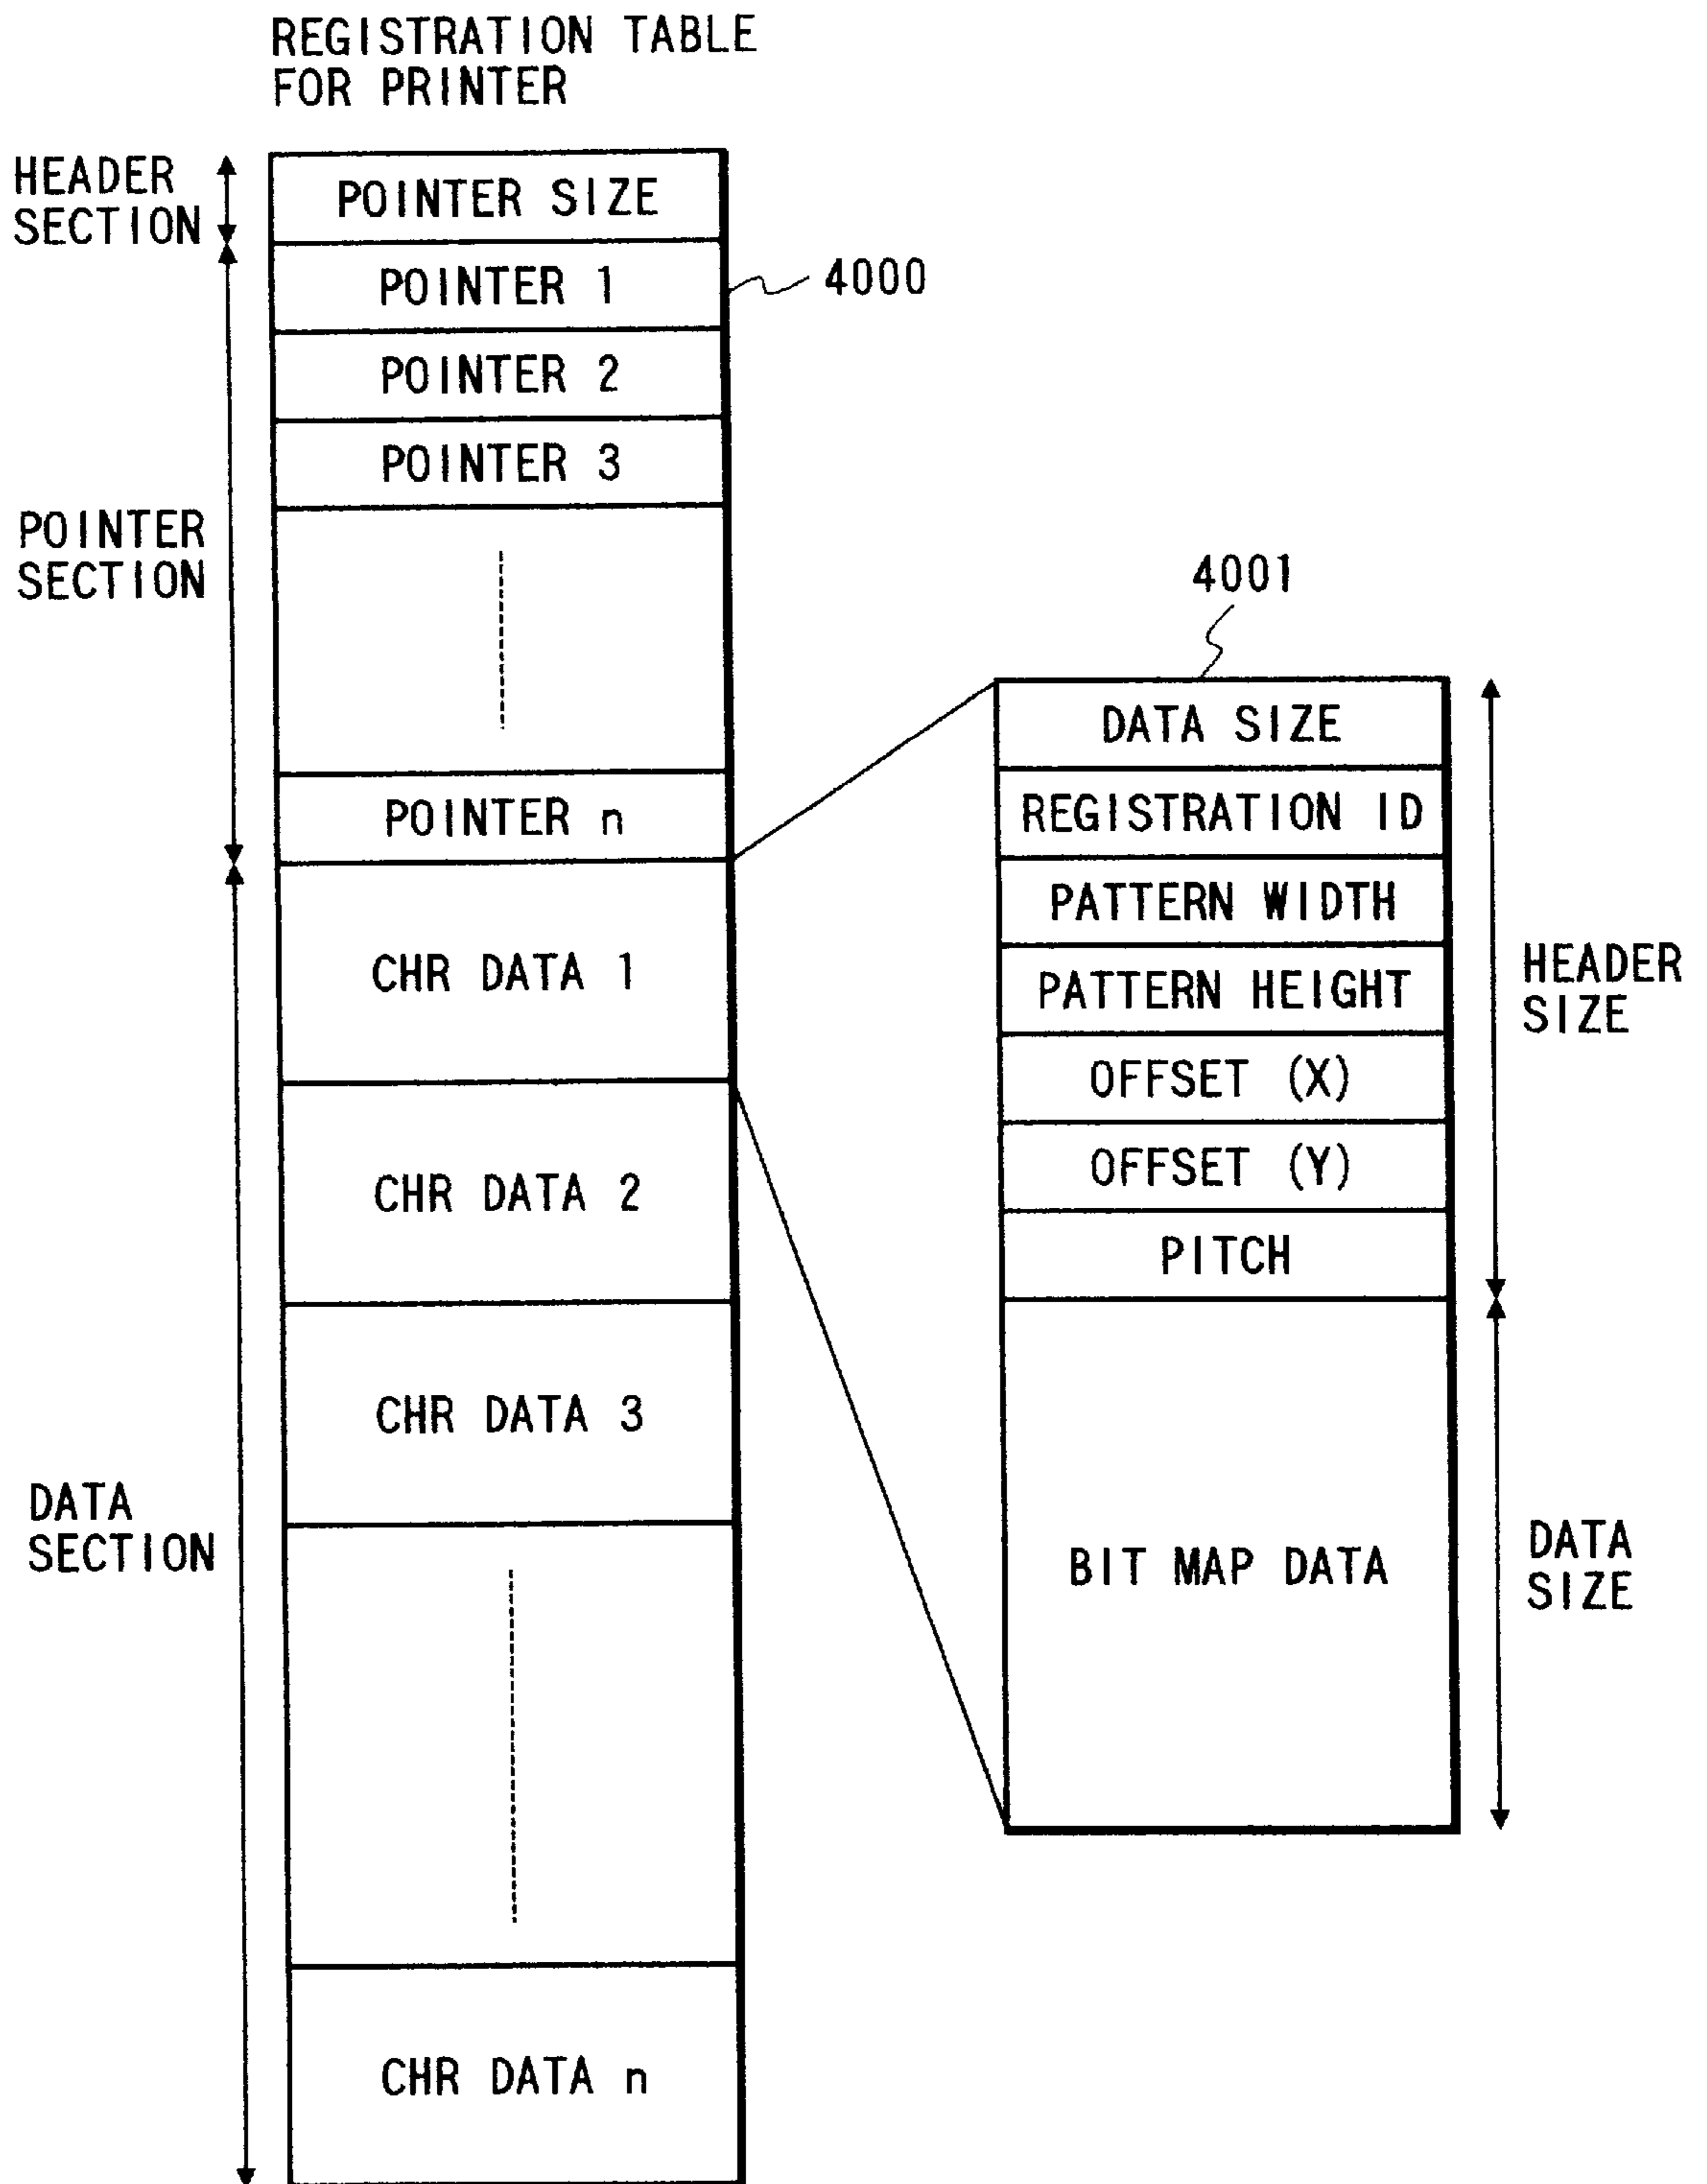 REGISTRATION TABLE
FOR PRINTER
HEADER
SECTION
POINTER SIZE
POINTER 1
4000
POINTER 2
POINTER 3
POINTER
SECTION
POINTER n
CHR DATA 1
CHR DATA 2
CHR DATA 3
DATA
SECTION
CHR DATA n
4001
DATA SIZE
REGISTRATION ID
PATTERN WIDTH
PATTERN HEIGHT
OFFSET (X)
OFFSET (Y)
PITCH
HEADER
SIZE
BIT MAP DATA
DATA
SIZE